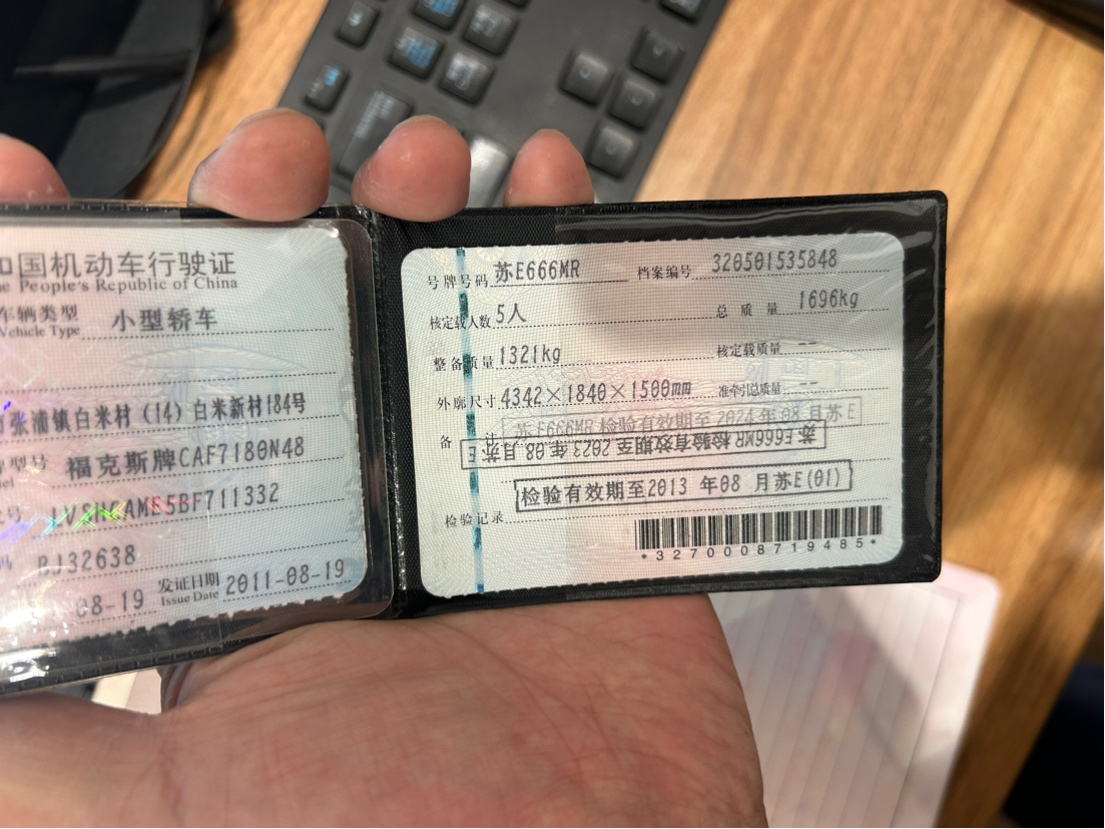 国机动车行驶证
People's Republic of China
车辆类型 小型轿车
Vehicle Type
张浦镇白米村 (14) 白米新村184号
型号 福克斯牌CAF7180N48
BJ32638
08-19 发证日期 2011-08-19
Issue Date
号牌号码 苏E666MR 档案编号 320501535848
核定载人数 5人 总质量 1696kg
整备质量 1321kg 核定载质量 --
外廓尺寸 4342×1840×1500mm 准牵引总质量 --
备
苏E666MR 检验有效期至 2024年08月苏E
苏E666MR 检验有效期至 2023年08月苏E
检验有效期至2013 年08 月苏E(01)
检验记录
*3270008719485*